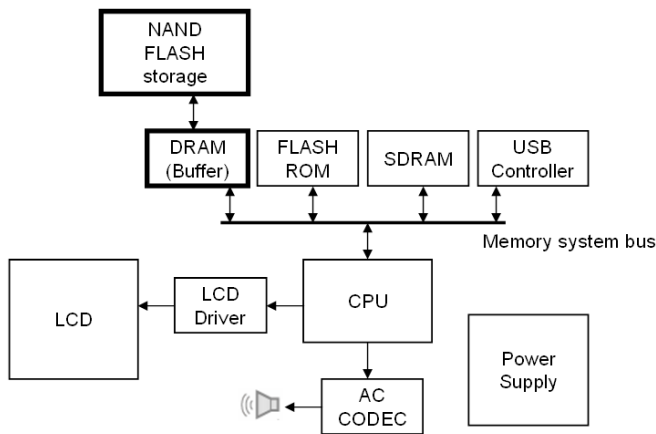 NAND
FLASH
storage
DRAM
(Buffer)
FLASH
ROM
SDRAM
USB
Controller
Memory system bus
LCD
LCD
Driver
CPU
Power
Supply
AC
CODEC